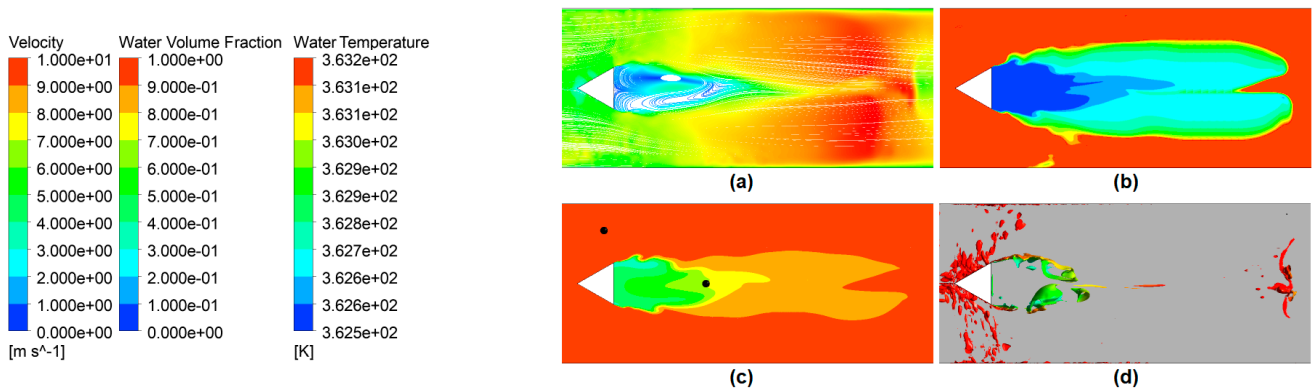 Velocity
1.000e+01
9.000e+00
8.000e+00
7.000e+00
6.000e+00
5.000e+00
4.000e+00
3.000e+00
2.000e+00
1.000e+00
0.000e+00
[m s^-1]
Water Volume Fraction
1.000e+00
9.000e-01
8.000e-01
7.000e-01
6.000e-01
5.000e-01
4.000e-01
3.000e-01
2.000e-01
1.000e-01
0.000e+00
Water Temperature
3.632e+02
3.631e+02
3.631e+02
3.630e+02
3.629e+02
3.629e+02
3.628e+02
3.627e+02
3.626e+02
3.626e+02
3.625e+02
[K]
(a)
(b)
(c)
(d)